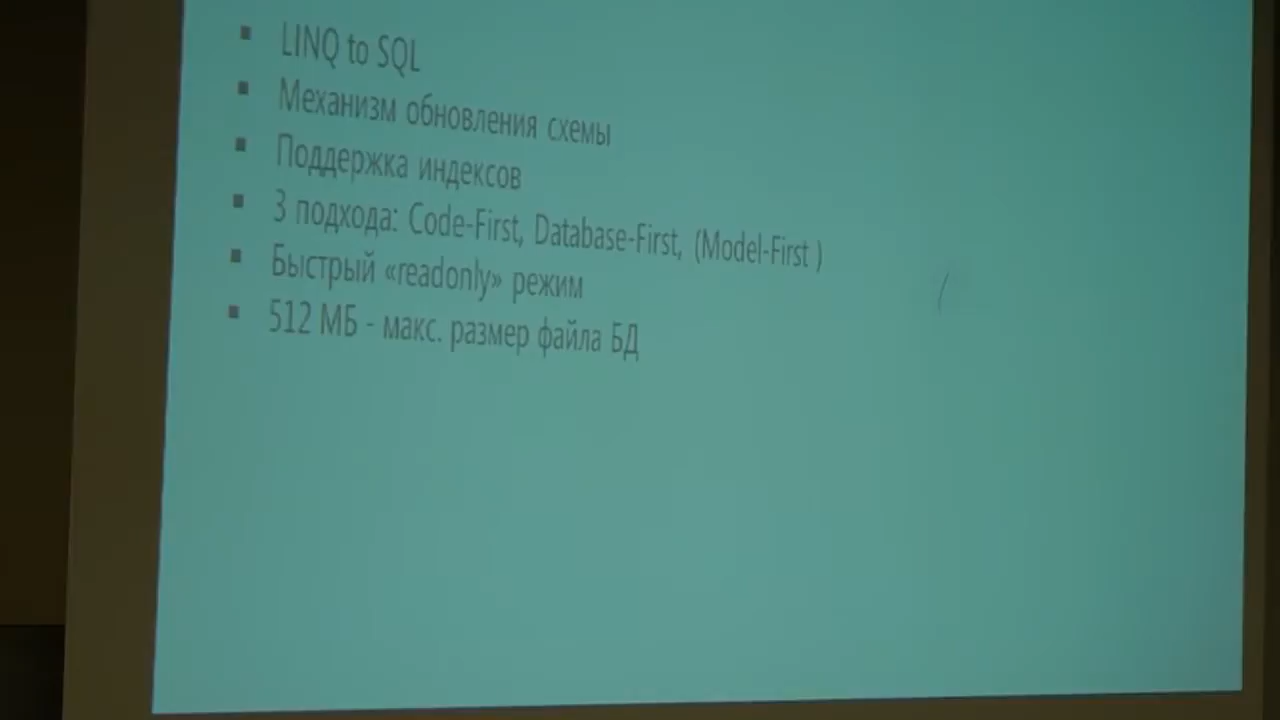 ▪ LINQ to SQL
▪ Механизм обновления схемы
▪ Поддержка индексов
▪ 3 подхода: Code-First, Database-First, (Model-First )
▪ Быстрый «readonly» режим
▪ 512 МБ - макс. размер файла БД